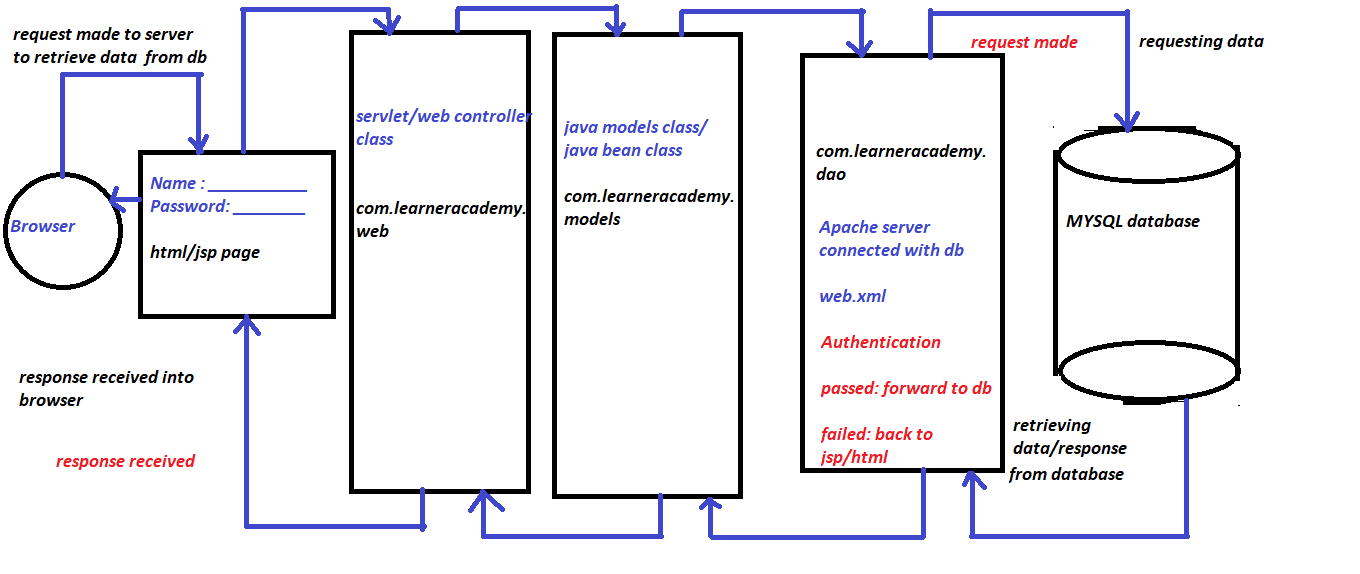 request made to server
to retrieve data from db
Browser
Name : ___________
Password: ________
html/jsp page
response received into
browser
response received
servlet/web controller
class
com.learneracademy.
web
java models class/
java bean class
com.learneracademy.
models
com.learneracademy.
dao
Apache server
connected with db
web.xml
Authentication
passed: forward to db
failed: back to
jsp/html
request made
requesting data
MYSQL database
retrieving
data/response
from database